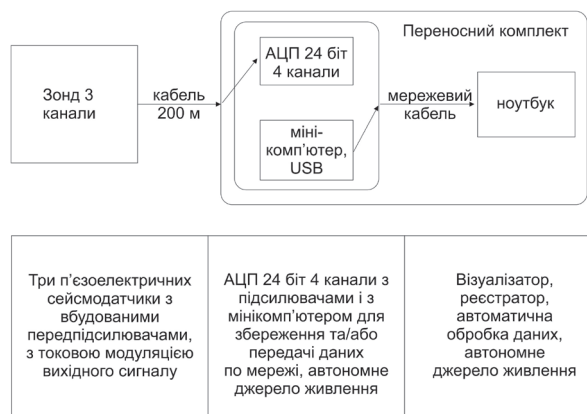 Переносний комплект
Зонд 3
канали
кабель
200 м
АЦП 24 біт
4 канали
міні-
комп’ютер,
USB
мережевий
кабель
ноутбук
Три п’єзоелектричних
сейсмодатчики з
вбудованими
передпідсилювачами,
з токовою модуляцією
вихідного сигналу
АЦП 24 біт 4 канали з
підсилювачами і з
мінікомп’ютером для
збереження та/або
передачі даних
по мережі, автономне
джерело живлення
Візуалізатор,
реєстратор,
автоматична
обробка даних,
автономне
джерело живлення